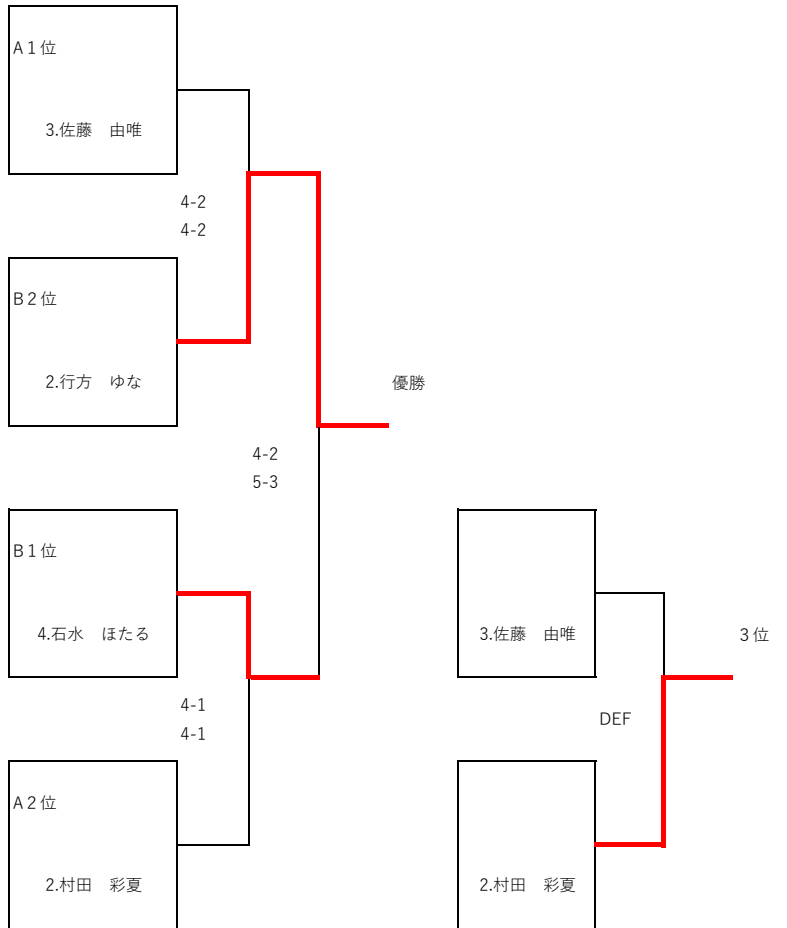 A1位
3.佐藤　由唯
4-2
4-2
B2位
2.行方　ゆな
優勝
4-2
5-3
B1位
4.石水　ほたる
4-1
4-1
A2位
2.村田　彩夏
3.佐藤　由唯
3位
DEF
2.村田　彩夏